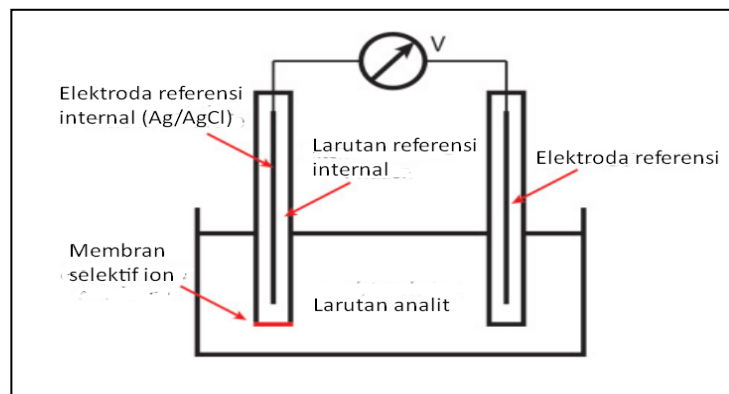 V
Elektroda referensi
internal (Ag/AgCl)
Larutan referensi
internal
Elektroda referensi
Membran
selektif ion
Larutan analit